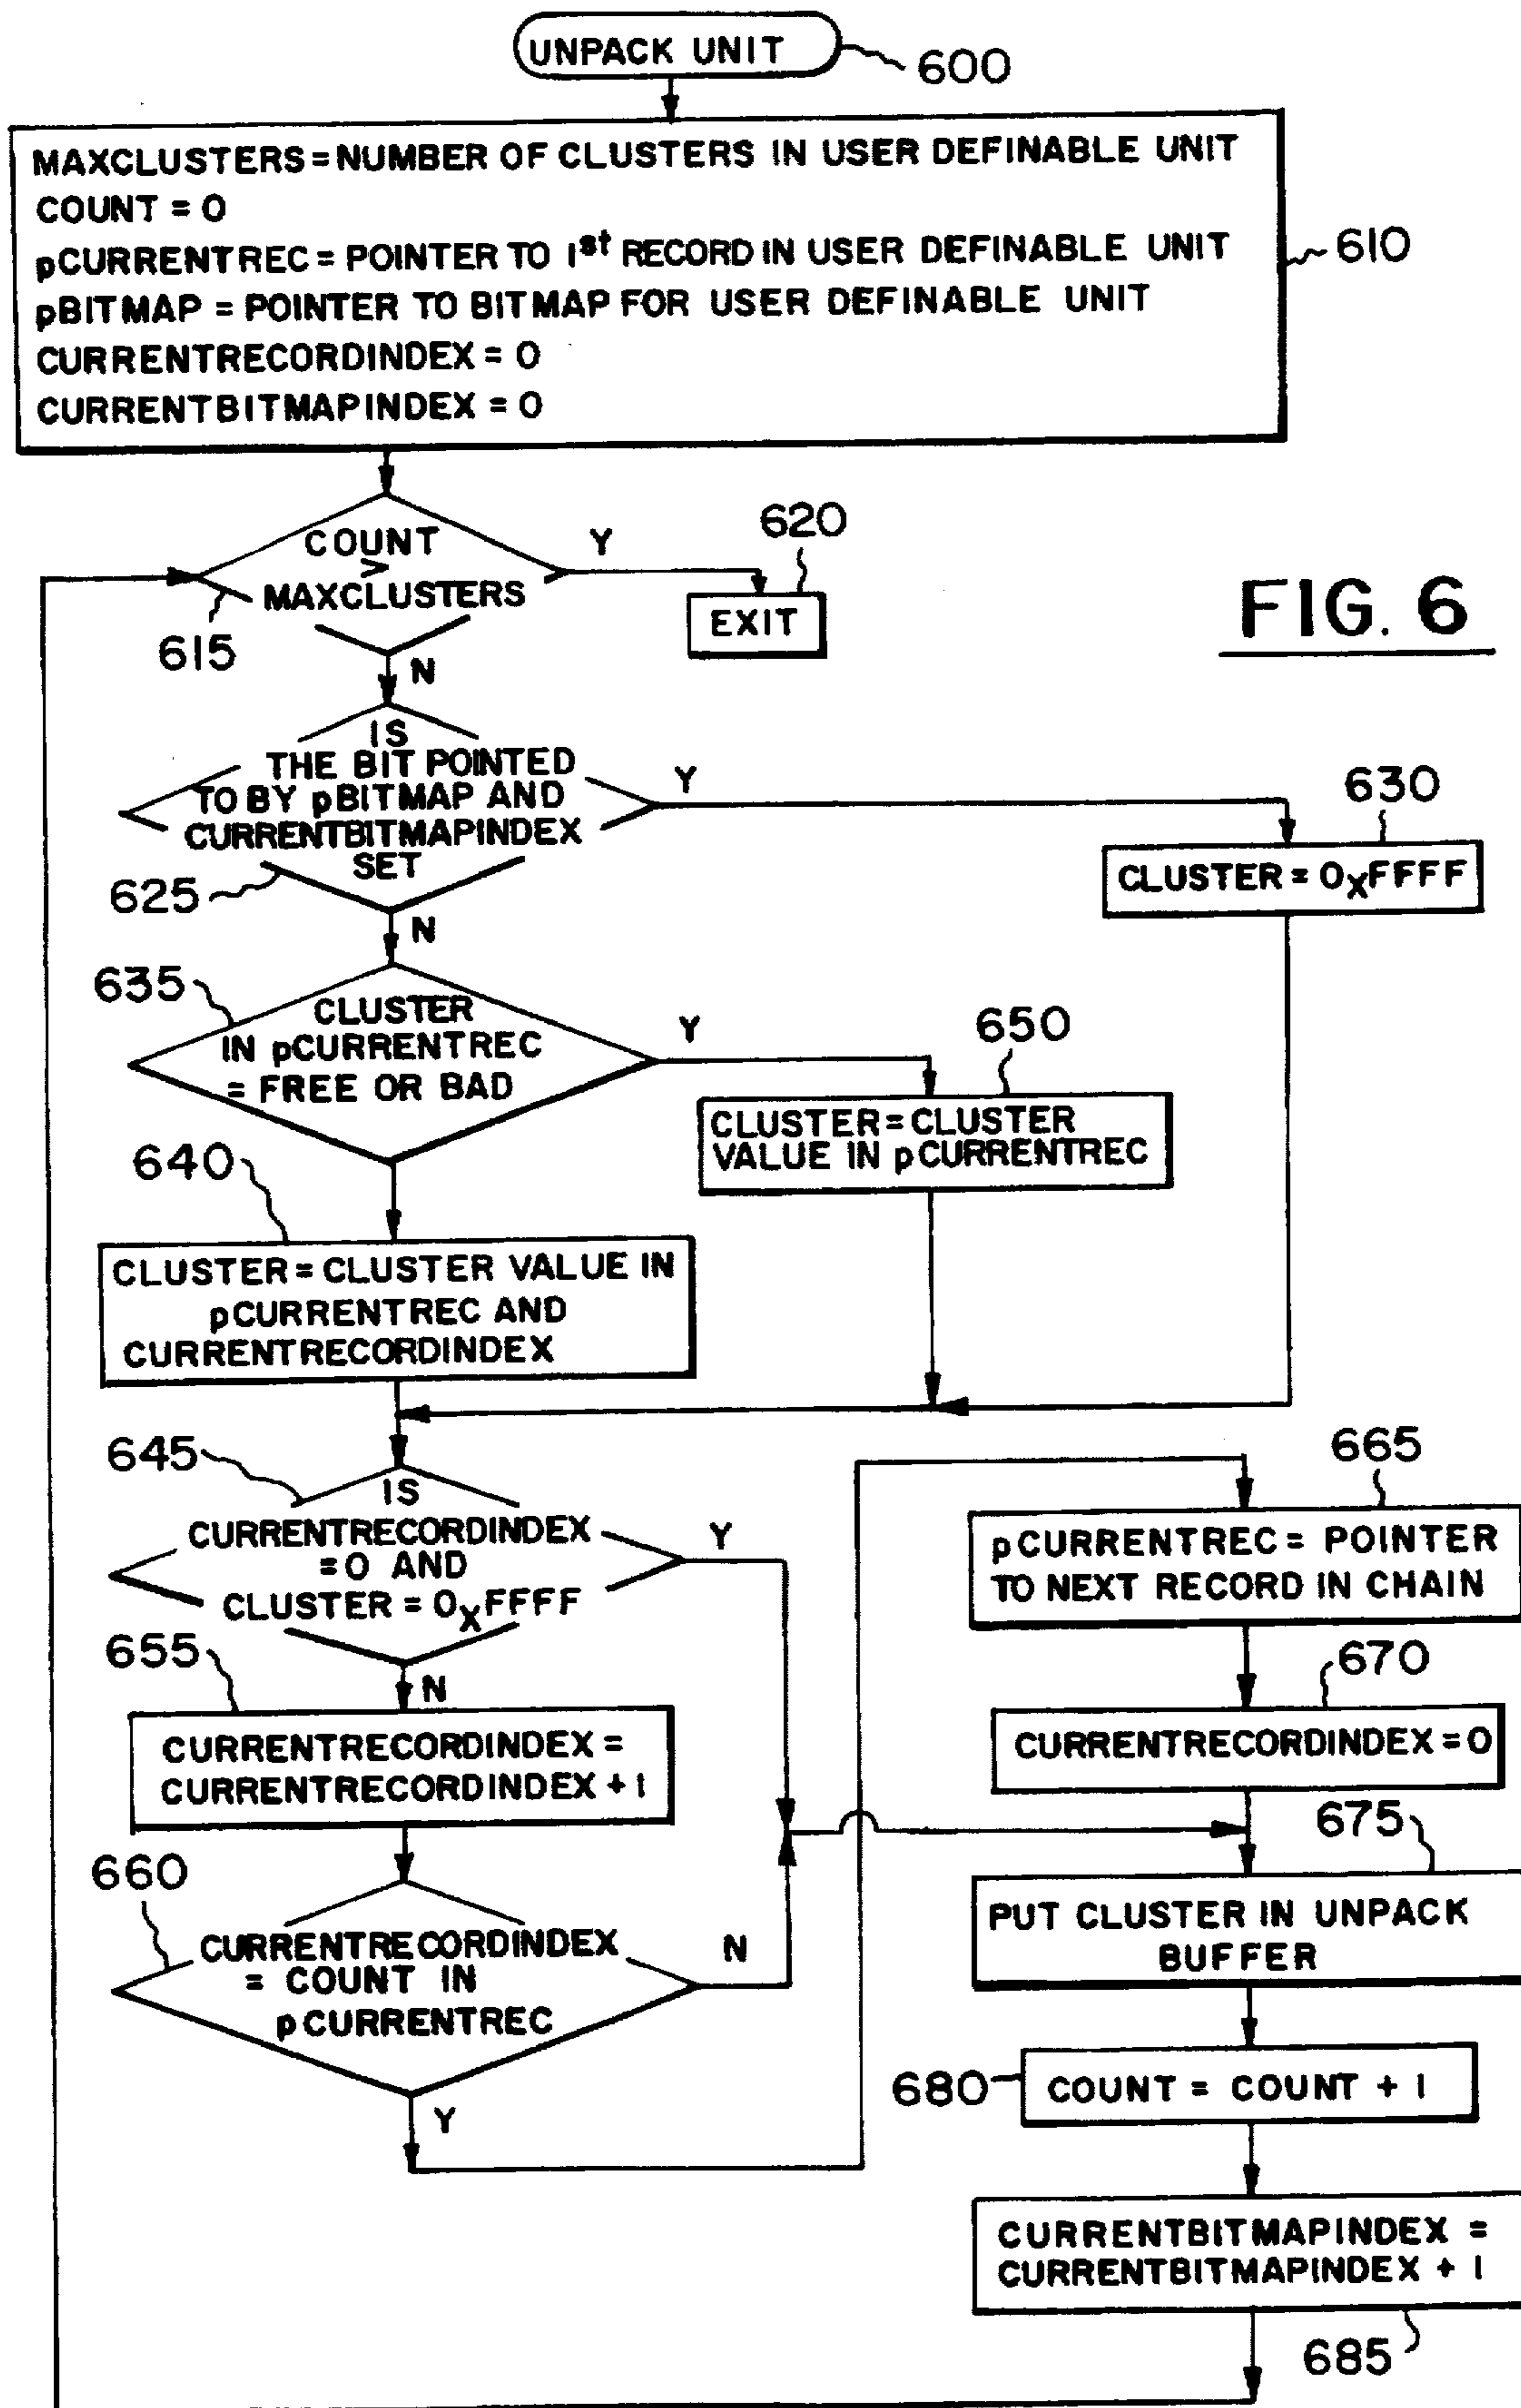 UNPACK UNIT
600
MAXCLUSTERS = NUMBER OF CLUSTERS IN USER DEFINABLE UNIT
COUNT = 0
pCURRENTREC = POINTER TO 1st RECORD IN USER DEFINABLE UNIT
pBITMAP = POINTER TO BITMAP FOR USER DEFINABLE UNIT
CURRENTRECORDINDEX = 0
CURRENTBITMAPINDEX = 0
610
COUNT
>
MAXCLUSTERS
615
Y
620
EXIT
FIG. 6
N
IS
THE BIT POINTED
TO BY pBITMAP AND
CURRENTBITMAPINDEX
SET
625
Y
630
CLUSTER = 0xFFFF
N
635
CLUSTER
IN pCURRENTREC
= FREE OR BAD
Y
650
CLUSTER = CLUSTER
VALUE IN pCURRENTREC
640
CLUSTER = CLUSTER VALUE IN
pCURRENTREC AND
CURRENTRECORDINDEX
645
IS
CURRENTRECORDINDEX
= 0 AND
CLUSTER = 0xFFFF
Y
N
655
CURRENTRECORDINDEX =
CURRENTRECORDINDEX + 1
660
CURRENTRECORDINDEX
= COUNT IN
pCURRENTREC
N
Y
665
pCURRENTREC = POINTER
TO NEXT RECORD IN CHAIN
670
CURRENTRECORDINDEX = 0
675
PUT CLUSTER IN UNPACK
BUFFER
680
COUNT = COUNT + 1
CURRENTBITMAPINDEX =
CURRENTBITMAPINDEX + 1
685